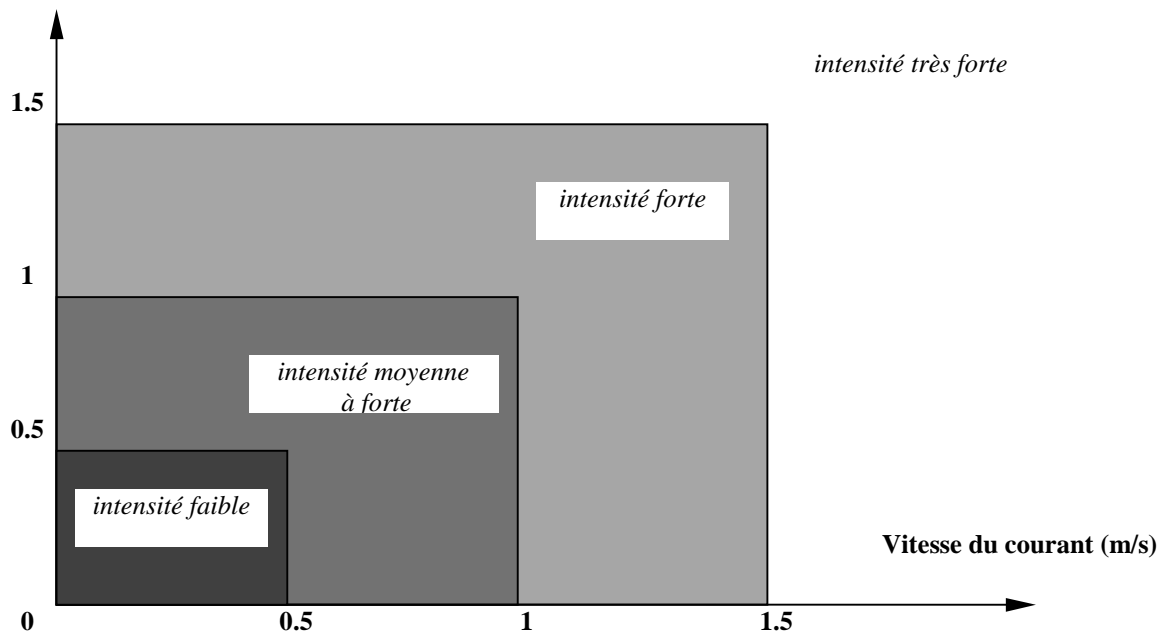 intensité très forte
1.5
intensité forte
1
intensité moyenne
à forte
0.5
intensité faible
Vitesse du courant (m/s)
0
0.5
1
1.5